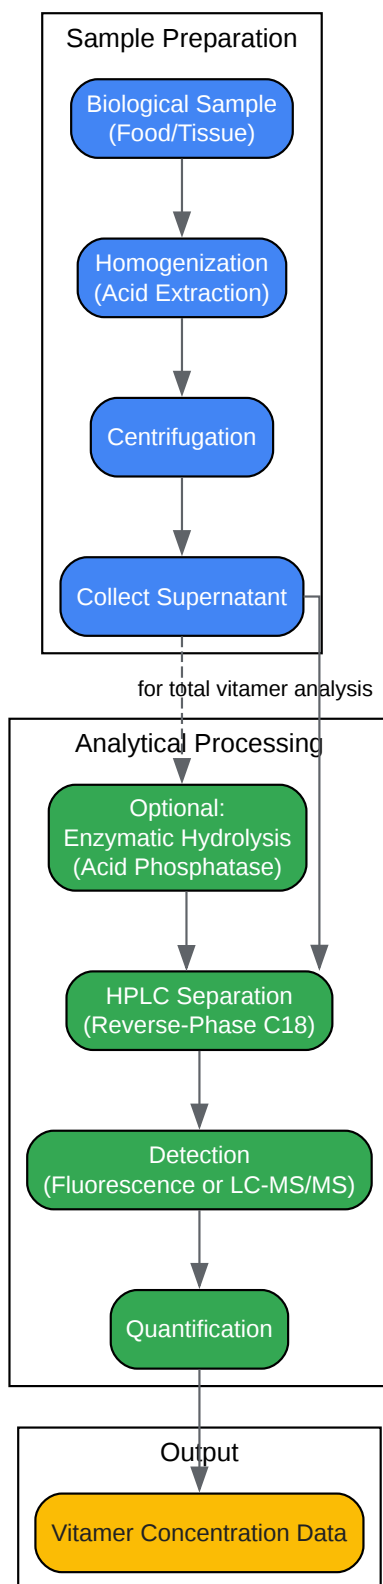 Sample Preparation
Biological Sample
(Food/Tissue)
Homogenization
(Acid Extraction)
Centrifugation
Collect Supernatant
for total vitamer analysis
Analytical Processing
Optional:
Enzymatic Hydrolysis
(Acid Phosphatase)
HPLC Separation
(Reverse-Phase C18)
Detection
(Fluorescence or LC-MS/MS)
Quantification
Output
Vitamer Concentration Data